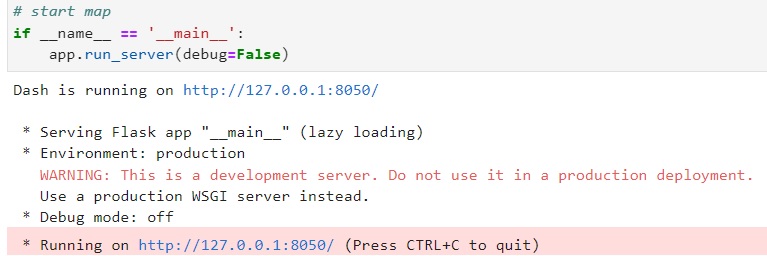 # start map
if __name__ == '__main__':
    app.run_server(debug=False)
Dash is running on http://127.0.0.1:8050/
 * Serving Flask app "__main__" (lazy loading)
 * Environment: production
   WARNING: This is a development server. Do not use it in a production deployment.
   Use a production WSGI server instead.
 * Debug mode: off
 * Running on http://127.0.0.1:8050/ (Press CTRL+C to quit)